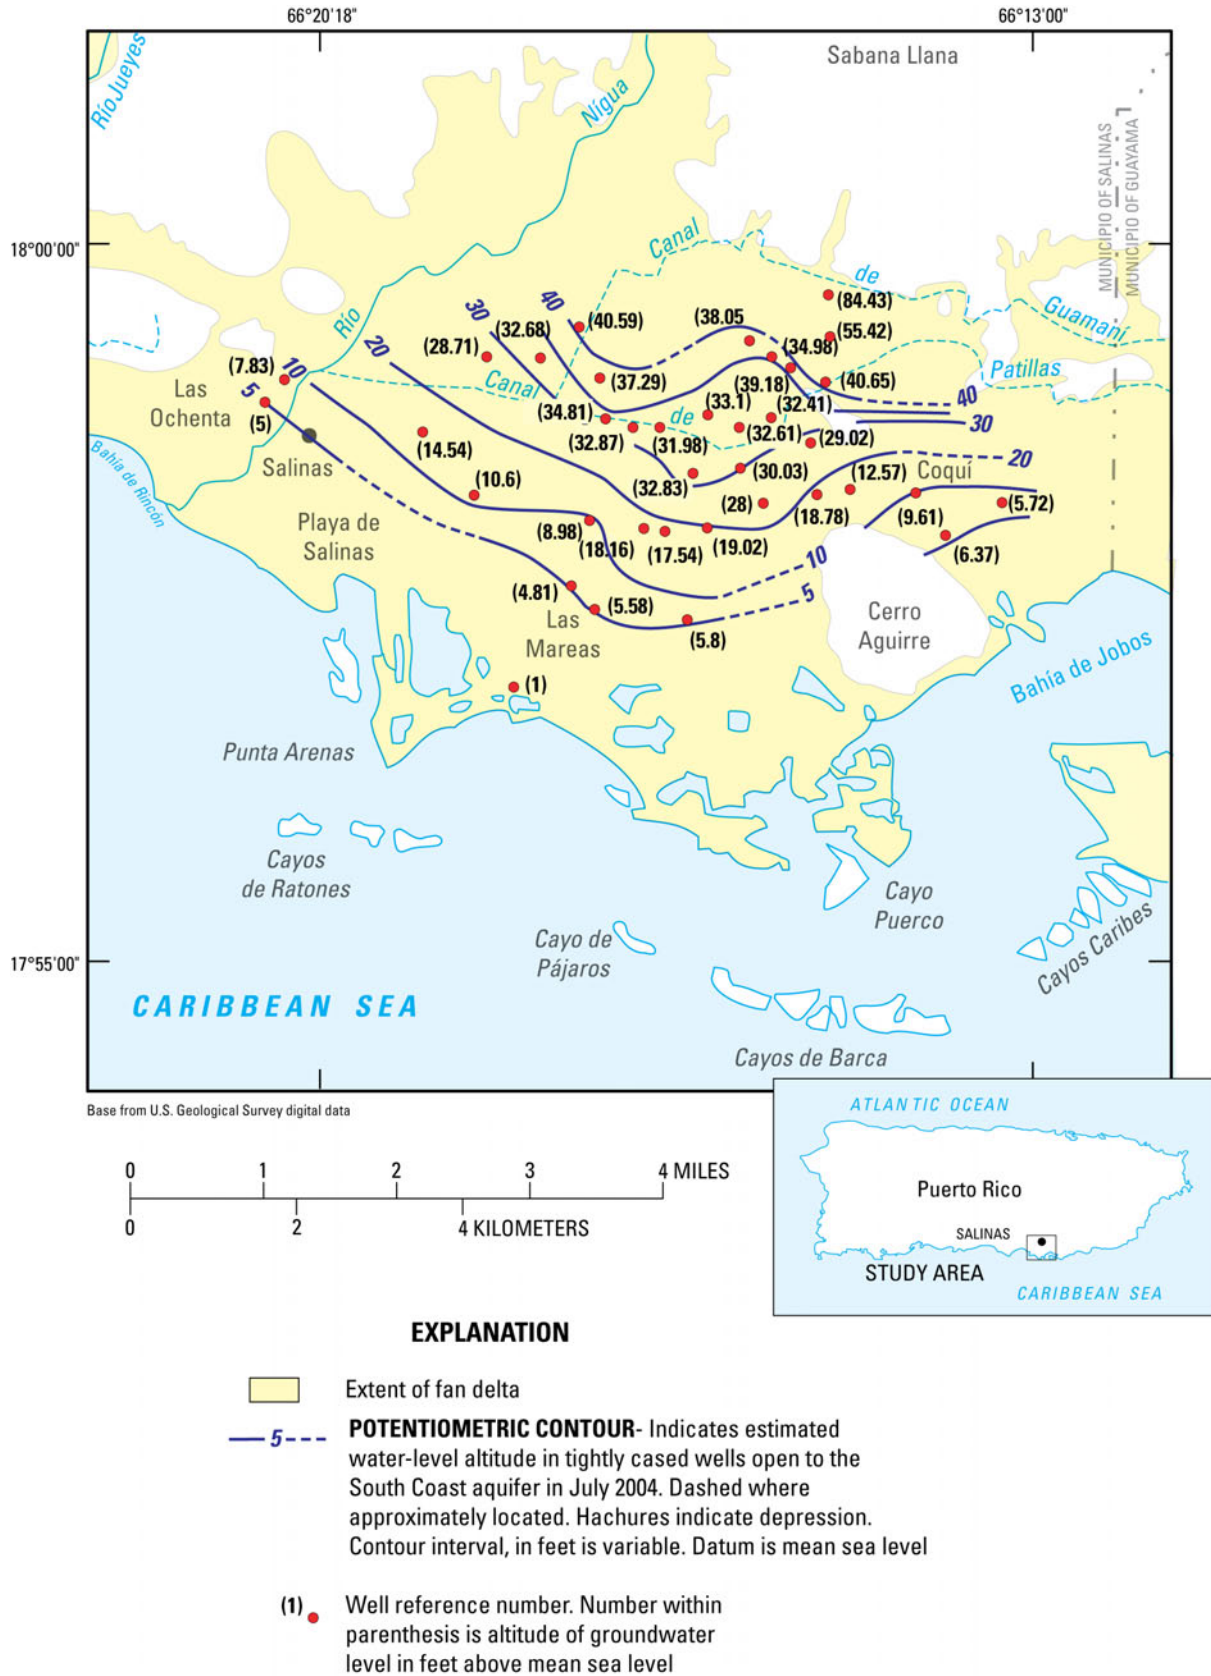 66°20'18"
66°13'00"
Sabana Llana
Río Jueyes
Nigua
MUNICIPIO OF SALINAS
MUNICIPIO OF GUAYAMA
18°00'00"
Canal
de
Guamaní
(84.43)
40
30
(32.68)
(40.59)
(38.05
(55.42)
Río
20
(28.71)
(34.98)
Patillas
(7.83)
10
Canal
(37.29)
(39.18)
(40.65)
40
5
Las
Ochenta
(5)
(34.81)
de
(33.1)
(32.41)
30
Salinas
(14.54)
(32.87)
(31.98)
(32.61)
(29.02)
20
Bahía de Rincón
(10.6)
(32.83)
(30.03)
(12.57)
Coquí
Playa de
Salinas
(28)
(18.78)
(9.61)
(5.72)
(8.98)
(18.16)
(17.54)
(19.02)
10
(6.37)
(4.81)
(5.58)
5
Las
Mareas
(5.8)
Cerro
Aguirre
Bahía de Jobos
(1)
Punta Arenas
Cayos
de Ratones
Cayo
Puerco
Cayo de
Pájaros
Cayos Caribes
17°55'00"
CARIBBEAN SEA
Cayos de Barca
Base from U.S. Geological Survey digital data
ATLANTIC OCEAN
Puerto Rico
SALINAS
STUDY AREA
CARIBBEAN SEA
0 1 2 3 4 MILES
0 2 4 KILOMETERS
EXPLANATION
Extent of fan delta
5
POTENTIOMETRIC CONTOUR- Indicates estimated
water-level altitude in tightly cased wells open to the
South Coast aquifer in July 2004. Dashed where
approximately located. Hachures indicate depression.
Contour interval, in feet is variable. Datum is mean sea level
(1)
Well reference number. Number within
parenthesis is altitude of groundwater
level in feet above mean sea level